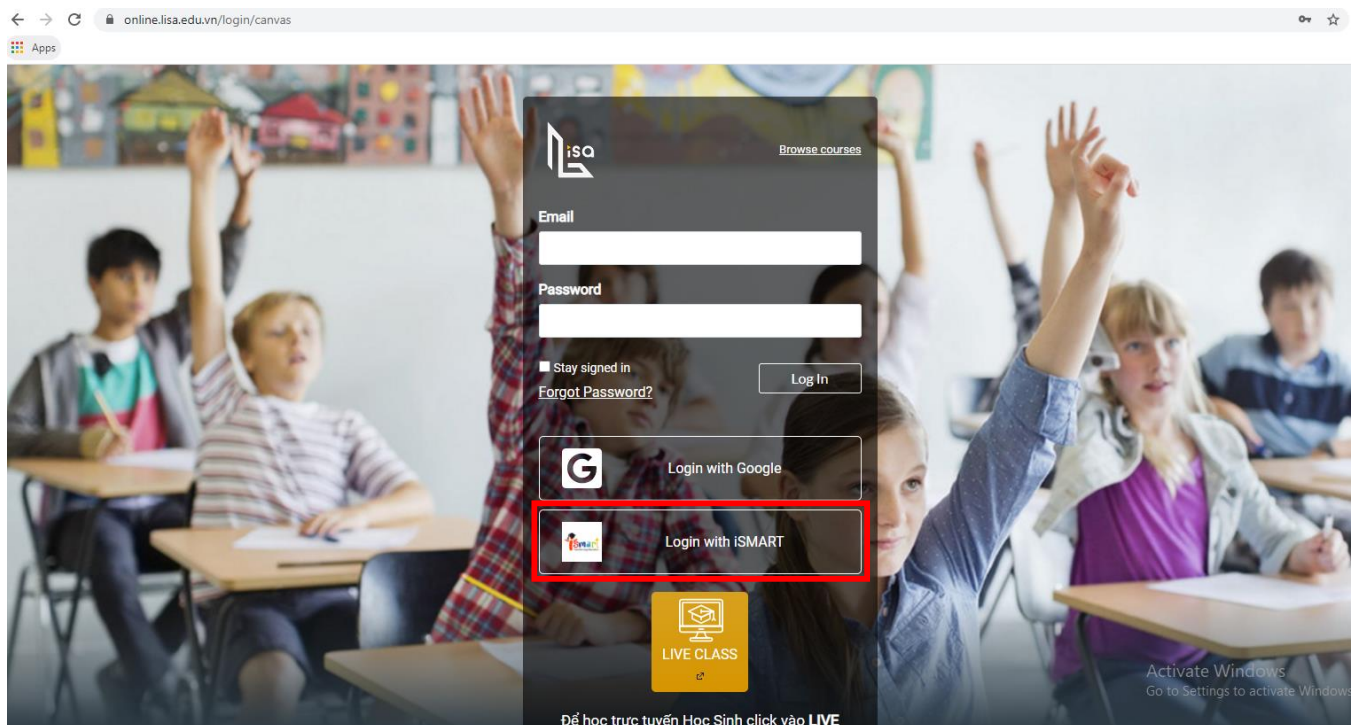 online.lisa.edu.vn/login/canvas
Apps
lisa
Browse courses
Email
Password
Stay signed in
Log In
Forgot Password?
G
Login with Google
iSmart
Login with iSMART
LIVE CLASS
Activate Windows
Go to Settings to activate Windows
Để học trực tuyến Học Sinh click vào LIVE